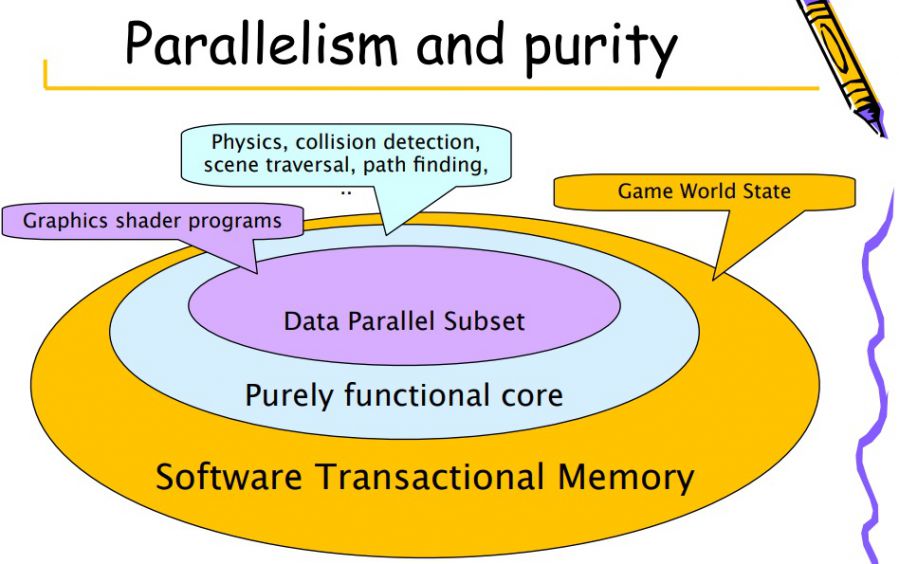 Parallelism and purity
Physics, collision detection,
scene traversal, path finding,
..
Game World State
Graphics shader programs
Data Parallel Subset
Purely functional core
Software Transactional Memory